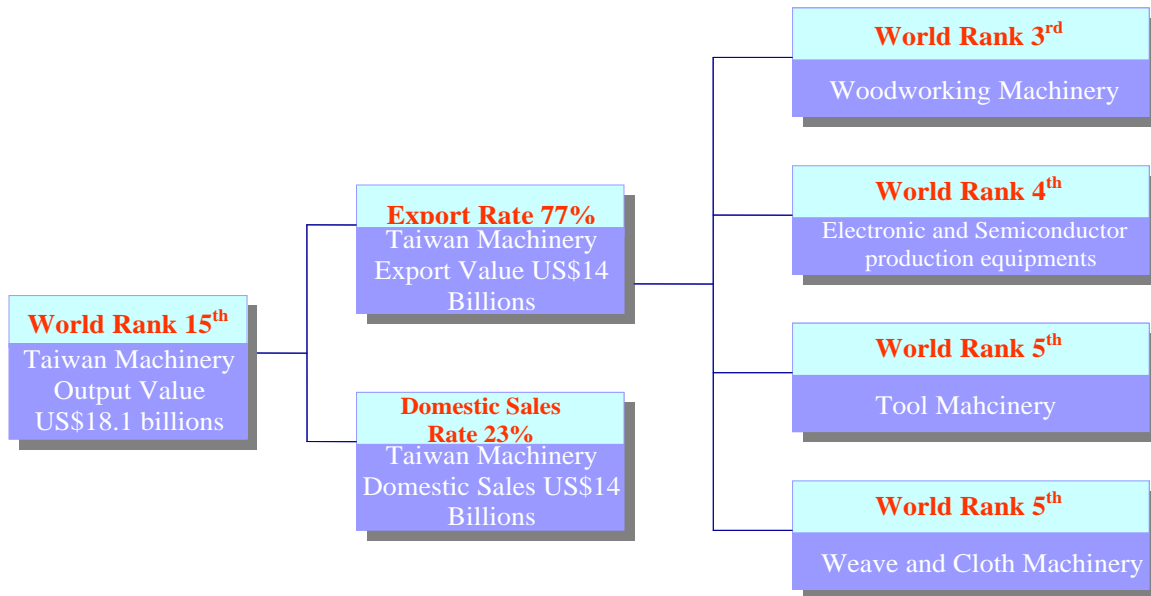 World Rank 15th
Taiwan Machinery
Output Value
US$18.1 billions
Export Rate 77%
Taiwan Machinery
Export Value US$14
Billions
Domestic Sales
Rate 23%
Taiwan Machinery
Domestic Sales US$14
Billions
World Rank 3rd
Woodworking Machinery
World Rank 4th
Electronic and Semiconductor
production equipments
World Rank 5th
Tool Mahcinery
World Rank 5th
Weave and Cloth Machinery